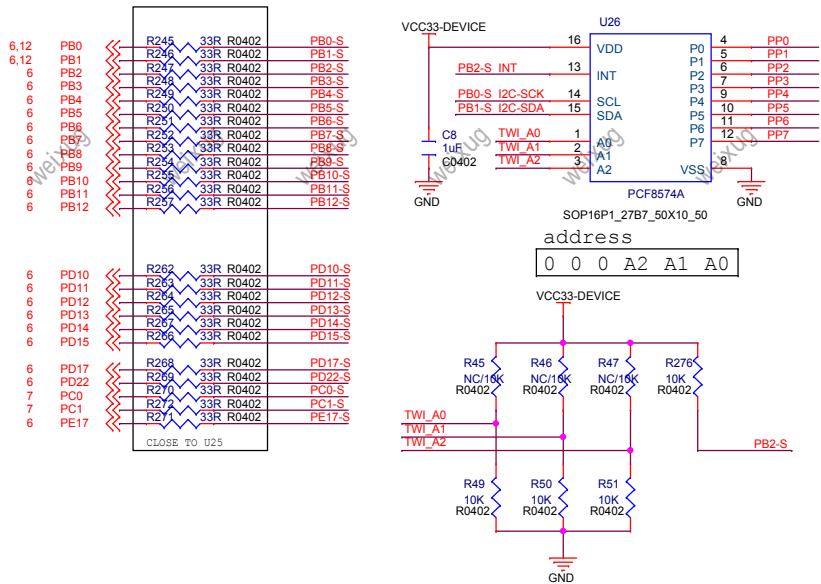 6,12 PB0 R245 33R R0402 PB0-S
6,12 PB1 R246 33R R0402 PB1-S
6 PB2 R247 33R R0402 PB2-S
6 PB3 R248 33R R0402 PB3-S
6 PB4 R249 33R R0402 PB4-S
6 PB5 R250 33R R0402 PB5-S
6 PB6 R251 33R R0402 PB6-S
6 PB7 R252 33R R0402 PB7-S
6 PB8 R253 33R R0402 PB8-S
6 PB9 R254 33R R0402 PB9-S
6 PB10 R255 33R R0402 PB10-S
6 PB11 R256 33R R0402 PB11-S
6 PB12 R257 33R R0402 PB12-S
6 PD10 R262 33R R0402 PD10-S
6 PD11 R263 33R R0402 PD11-S
6 PD12 R264 33R R0402 PD12-S
6 PD13 R265 33R R0402 PD13-S
6 PD14 R267 33R R0402 PD14-S
6 PD15 R266 33R R0402 PD15-S
6 PD17 R268 33R R0402 PD17-S
6 PD22 R269 33R R0402 PD22-S
7 PC0 R270 33R R0402 PC0-S
7 PC1 R272 33R R0402 PC1-S
6 PE17 R271 33R R0402 PE17-S
CLOSE TO U25
VCC33-DEVICE
U26
16 VDD P0 4 PP0
P1 5 PP1
PB2-S INT 13 INT P2 6 PP2
P3 7 PP3
PB0-S I2C-SCK 14 SCL P4 9 PP4
PB1-S I2C-SDA 15 SDA P5 10 PP5
P6 11 PP6
TWI_A0 1 A0 P7 12 PP7
TWI_A1 2 A1
TWI_A2 3 A2 VSS 8
C8
1uF
C0402
GND
GND
PCF8574A
SOP16P1_27B7_50X10_50
address
0 0 0 A2 A1 A0
VCC33-DEVICE
R45 R46 R47 R276
NC/10K NC/10K NC/10K 10K
R0402 R0402 R0402 R0402
TWI_A0
TWI_A1
TWI_A2
PB2-S
R49 R50 R51
10K 10K 10K
R0402 R0402 R0402
GND
weixug
weixug
weixug
weixug
weixug